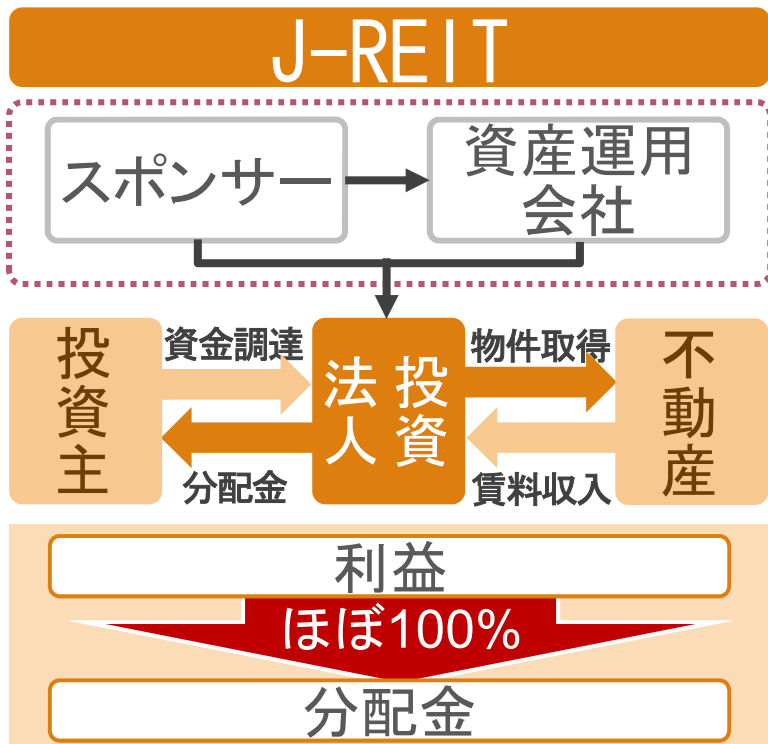 J-REIT
スポンサー
資産運用
会社
投資主
資金調達
分配金
投資
法人
物件取得
賃料収入
不動産
利益
ほぼ100%
分配金